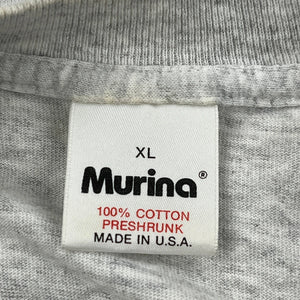 XL
Murina®
100% COTTON
PRESHRUNK
MADE IN U.S.A.